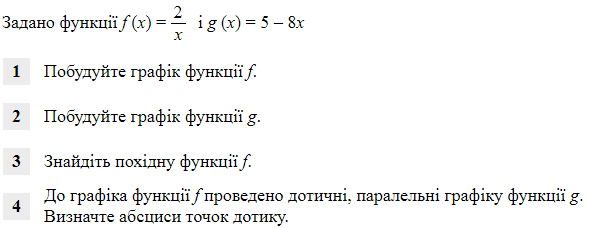 Задано функції f (x) = 2/x і g (x) = 5 – 8x
1 Побудуйте графік функції f.
2 Побудуйте графік функції g.
3 Знайдіть похідну функції f.
4 До графіка функції f проведено дотичні, паралельні графіку функції g.
Визначте абсциси точок дотику.